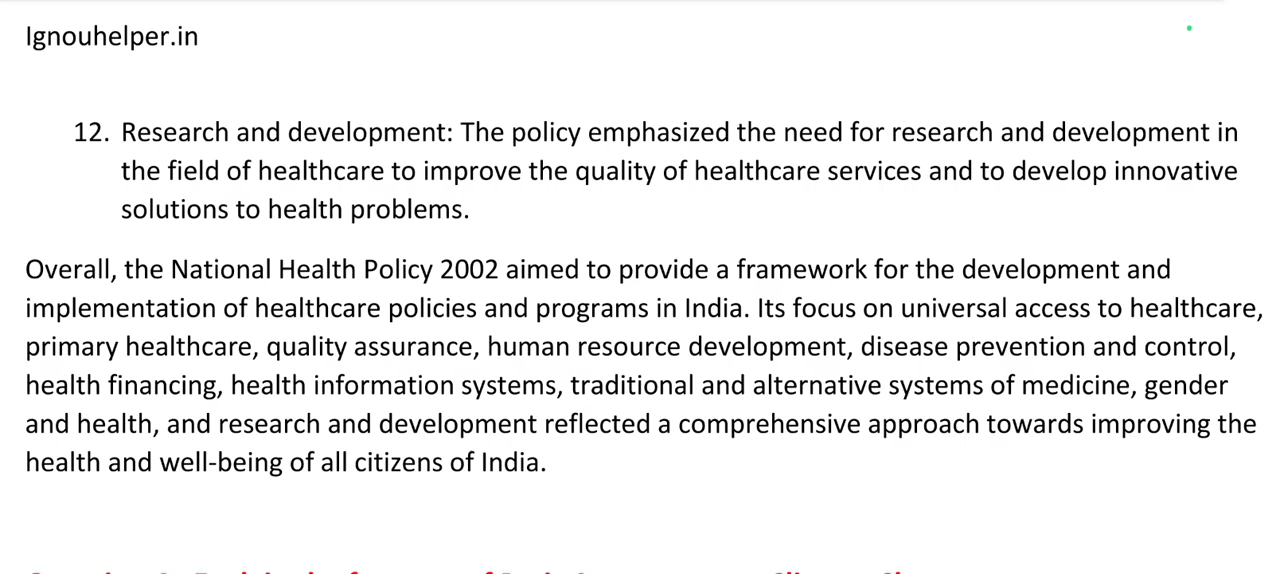 Ignouhelper.in
12. Research and development: The policy emphasized the need for research and development in
the field of healthcare to improve the quality of healthcare services and to develop innovative
solutions to health problems.
Overall, the National Health Policy 2002 aimed to provide a framework for the development and
implementation of healthcare policies and programs in India. Its focus on universal access to healthcare,
primary healthcare, quality assurance, human resource development, disease prevention and control,
health financing, health information systems, traditional and alternative systems of medicine, gender
and health, and research and development reflected a comprehensive approach towards improving the
health and well-being of all citizens of India.